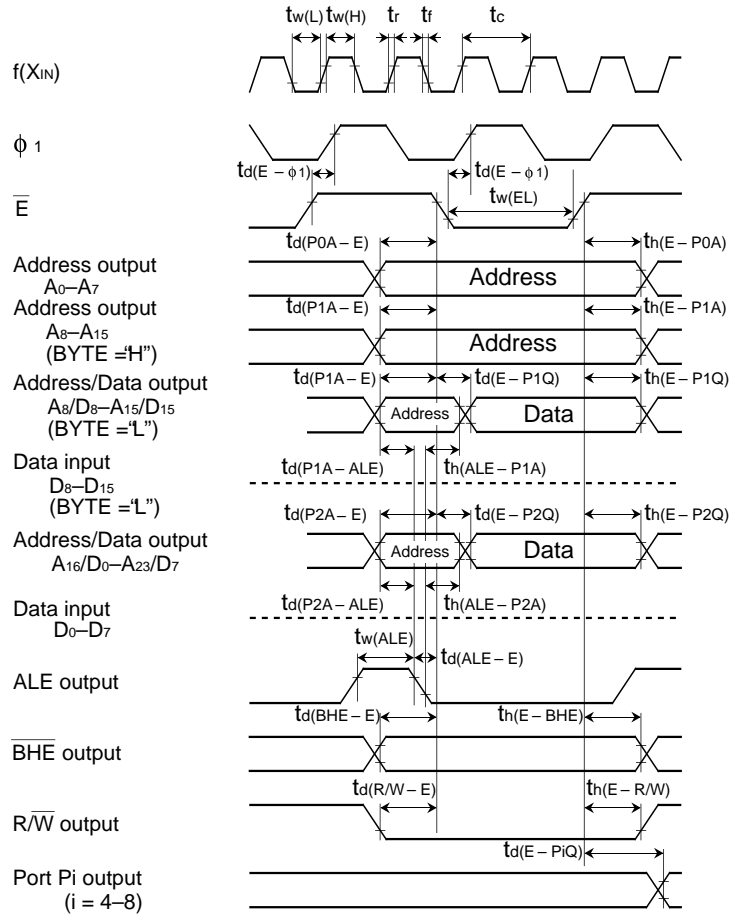 tw(L) tw(H) tr tf tc
f(XIN)
ϕ 1
td(E – ϕ 1) td(E – ϕ 1)
E tw(EL)
td(P0A – E) th(E – P0A)
Address output
A0–A7
Address
td(P1A – E) th(E – P1A)
Address output
A8–A15
(BYTE =“H”)
Address
td(P1A – E) td(E – P1Q) th(E – P1Q)
Address/Data output
A8/D8–A15/D15
(BYTE =“L”)
Address Data
td(P1A – ALE) th(ALE – P1A)
Data input
D8–D15
(BYTE =“L”)
td(P2A – E) td(E – P2Q) th(E – P2Q)
Address/Data output
A16/D0–A23/D7
Address Data
td(P2A – ALE) th(ALE – P2A)
Data input
D0–D7
tw(ALE) td(ALE – E)
ALE output
td(BHE – E) th(E – BHE)
BHE output
td(R/W – E) th(E – R/W)
R/W output
td(E – PiQ)
Port Pi output
(i = 4–8)